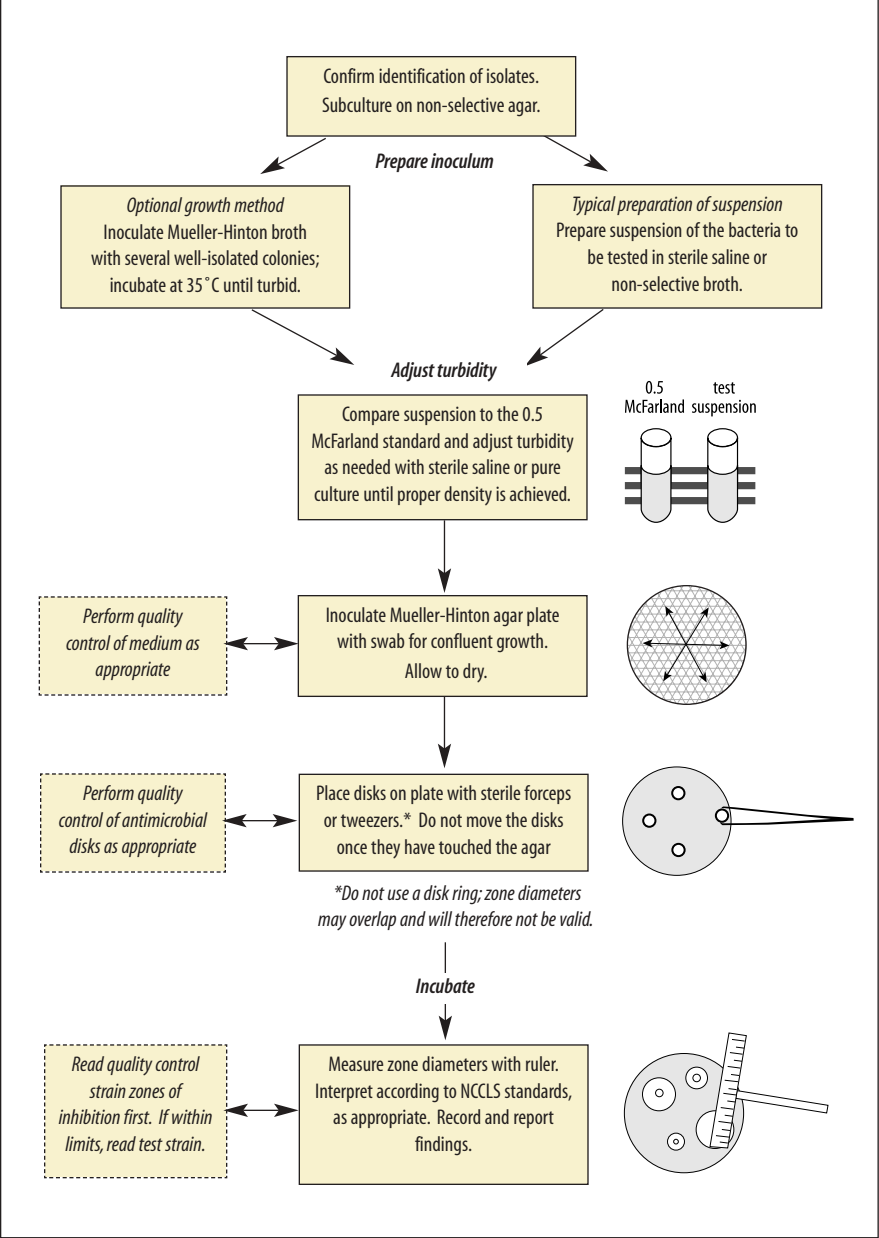 Confirm identification of isolates.
Subculture on non-selective agar.
Prepare inoculum
Optional growth method
Inoculate Mueller-Hinton broth
with several well-isolated colonies;
incubate at 35˚C until turbid.
Typical preparation of suspension
Prepare suspension of the bacteria to
be tested in sterile saline or
non-selective broth.
Adjust turbidity
Compare suspension to the 0.5
McFarland standard and adjust turbidity
as needed with sterile saline or pure
culture until proper density is achieved.
0.5
McFarland
test
suspension
Perform quality
control of medium as
appropriate
Inoculate Mueller-Hinton agar plate
with swab for confluent growth.
Allow to dry.
Perform quality
control of antimicrobial
disks as appropriate
Place disks on plate with sterile forceps
or tweezers.* Do not move the disks
once they have touched the agar
*Do not use a disk ring; zone diameters
may overlap and will therefore not be valid.
Incubate
Read quality control
strain zones of
inhibition first. If within
limits, read test strain.
Measure zone diameters with ruler.
Interpret according to NCCLS standards,
as appropriate. Record and report
findings.